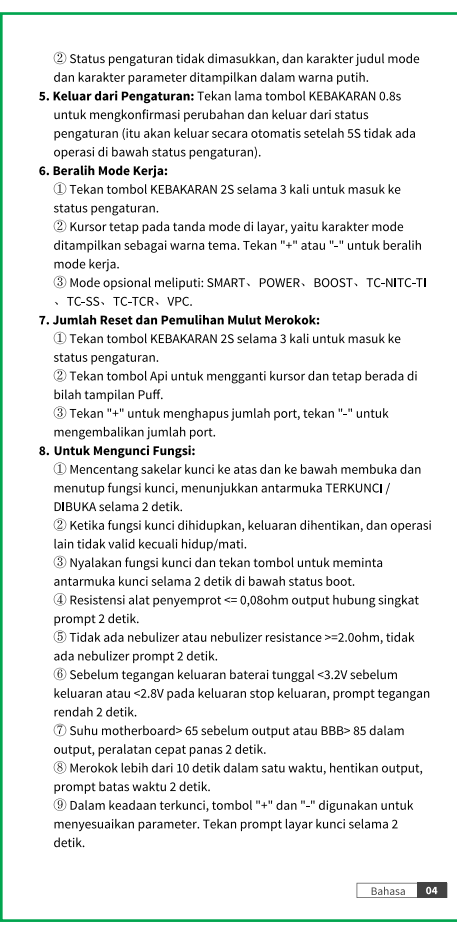 ② Status pengaturan tidak dimasukkan, dan karakter judul mode
dan karakter parameter ditampilkan dalam warna putih.
5. Keluar dari Pengaturan: Tekan lama tombol KEBAKARAN 0.8s
untuk mengkonfirmasi perubahan dan keluar dari status
pengaturan (itu akan keluar secara otomatis setelah 5S tidak ada
operasi di bawah status pengaturan).
6. Beralih Mode Kerja:
① Tekan tombol KEBAKARAN 2S selama 3 kali untuk masuk ke
status pengaturan.
② Kursor tetap pada tanda mode di layar, yaitu karakter mode
ditampilkan sebagai warna tema. Tekan "+" atau "-" untuk beralih
mode kerja.
③ Mode opsional meliputi: SMART、POWER、BOOST、TC-NITC-TI
、TC-SS、TC-TCR、VPC.
7. Jumlah Reset dan Pemulihan Mulut Merokok:
① Tekan tombol KEBAKARAN 2S selama 3 kali untuk masuk ke
status pengaturan.
② Tekan tombol Api untuk mengganti kursor dan tetap berada di
bilah tampilan Puff.
③ Tekan "+" untuk menghapus jumlah port, tekan "-" untuk
mengembalikan jumlah port.
8. Untuk Mengunci Fungsi:
① Mencentang sakelar kunci ke atas dan ke bawah membuka dan
menutup fungsi kunci, menunjukkan antarmuka TERKUNCI /
DIBUKA selama 2 detik.
② Ketika fungsi kunci dihidupkan, keluaran dihentikan, dan operasi
lain tidak valid kecuali hidup/mati.
③ Nyalakan fungsi kunci dan tekan tombol untuk meminta
antarmuka kunci selama 2 detik di bawah status boot.
④ Resistensi alat penyemprot <= 0,08ohm output hubung singkat
prompt 2 detik.
⑤ Tidak ada nebulizer atau nebulizer resistance >=2.0ohm, tidak
ada nebulizer prompt 2 detik.
⑥ Sebelum tegangan keluaran baterai tunggal <3.2V sebelum
keluaran atau <2.8V pada keluaran stop keluaran, prompt tegangan
rendah 2 detik.
⑦ Suhu motherboard> 65 sebelum output atau BBB> 85 dalam
output, peralatan cepat panas 2 detik.
⑧ Merokok lebih dari 10 detik dalam satu waktu, hentikan output,
prompt batas waktu 2 detik.
⑨ Dalam keadaan terkunci, tombol "+" dan "-" digunakan untuk
menyesuaikan parameter. Tekan prompt layar kunci selama 2
detik.
Bahasa 04